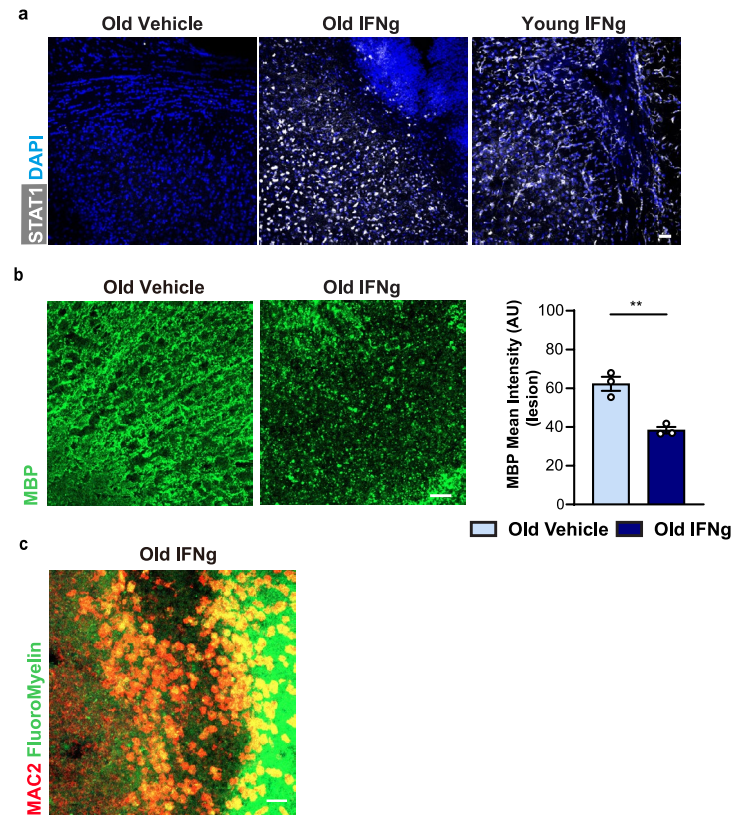 a
Old Vehicle
Old IFNg
Young IFNg
STAT1 DAPI
b
Old Vehicle
Old IFNg
MBP
MBP Mean Intensity (AU)
(lesion)
100
80
60
40
20
0
**
Old Vehicle
Old IFNg
c
Old IFNg
MAC2 FluoroMyelin